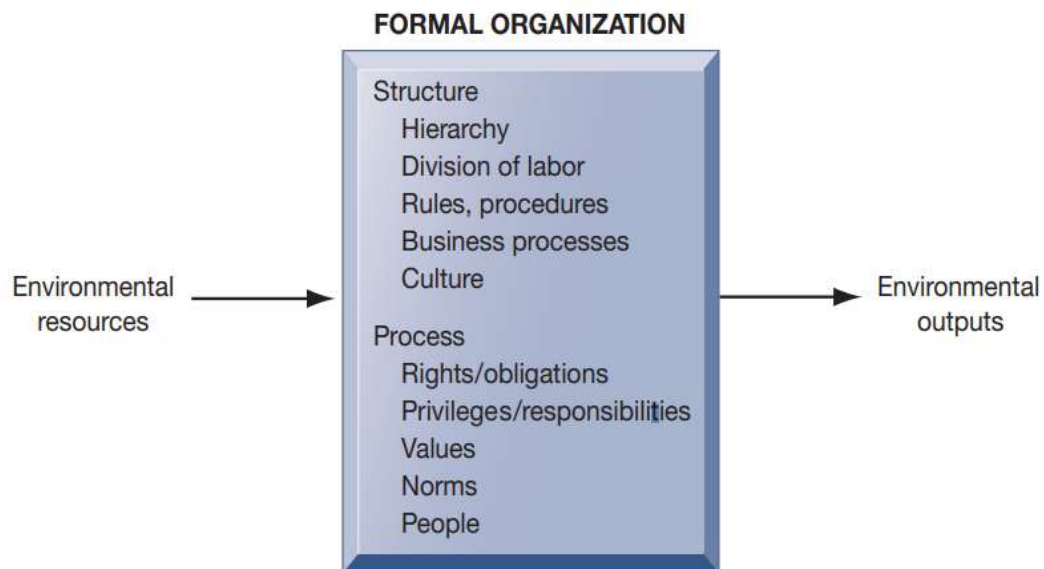 FORMAL ORGANIZATION
Structure
Hierarchy
Division of labor
Rules, procedures
Business processes
Culture
Environmental
resources
Environmental
outputs
Process
Rights/obligations
Privileges/responsibilities
Values
Norms
People